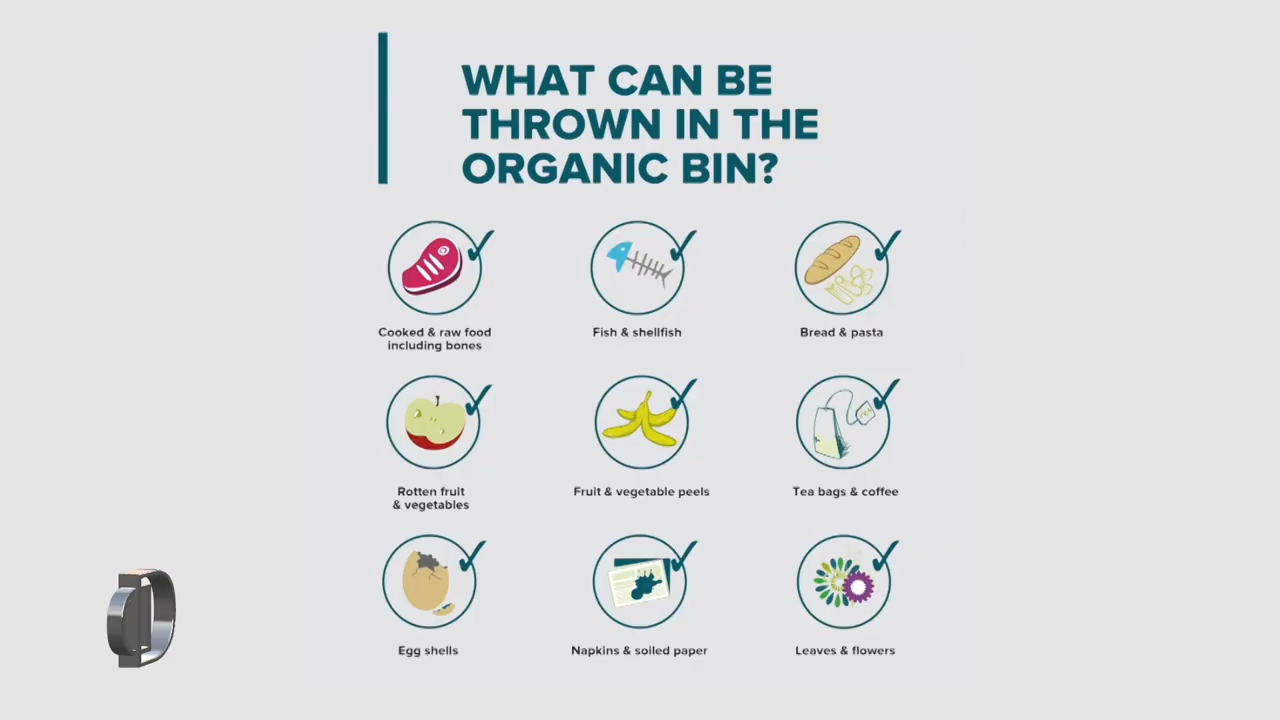 WHAT CAN BE
THROWN IN THE
ORGANIC BIN?
Cooked & raw food
including bones
Fish & shellfish
Bread & pasta
TEA
Rotten fruit
& vegetables
Fruit & vegetable peels
Tea bags & coffee
Egg shells
Napkins & soiled paper
Leaves & flowers